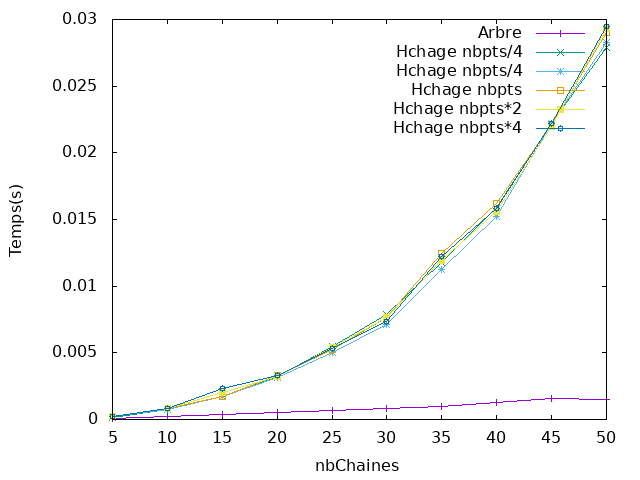 0.03
0.025
0.02
0.015
0.01
0.005
0
Temps(s)
Arbre
Hchage nbpts/4
Hchage nbpts/4
Hchage nbpts
Hchage nbpts*2
Hchage nbpts*4
5 10 15 20 25 30 35 40 45 50
nbChaines